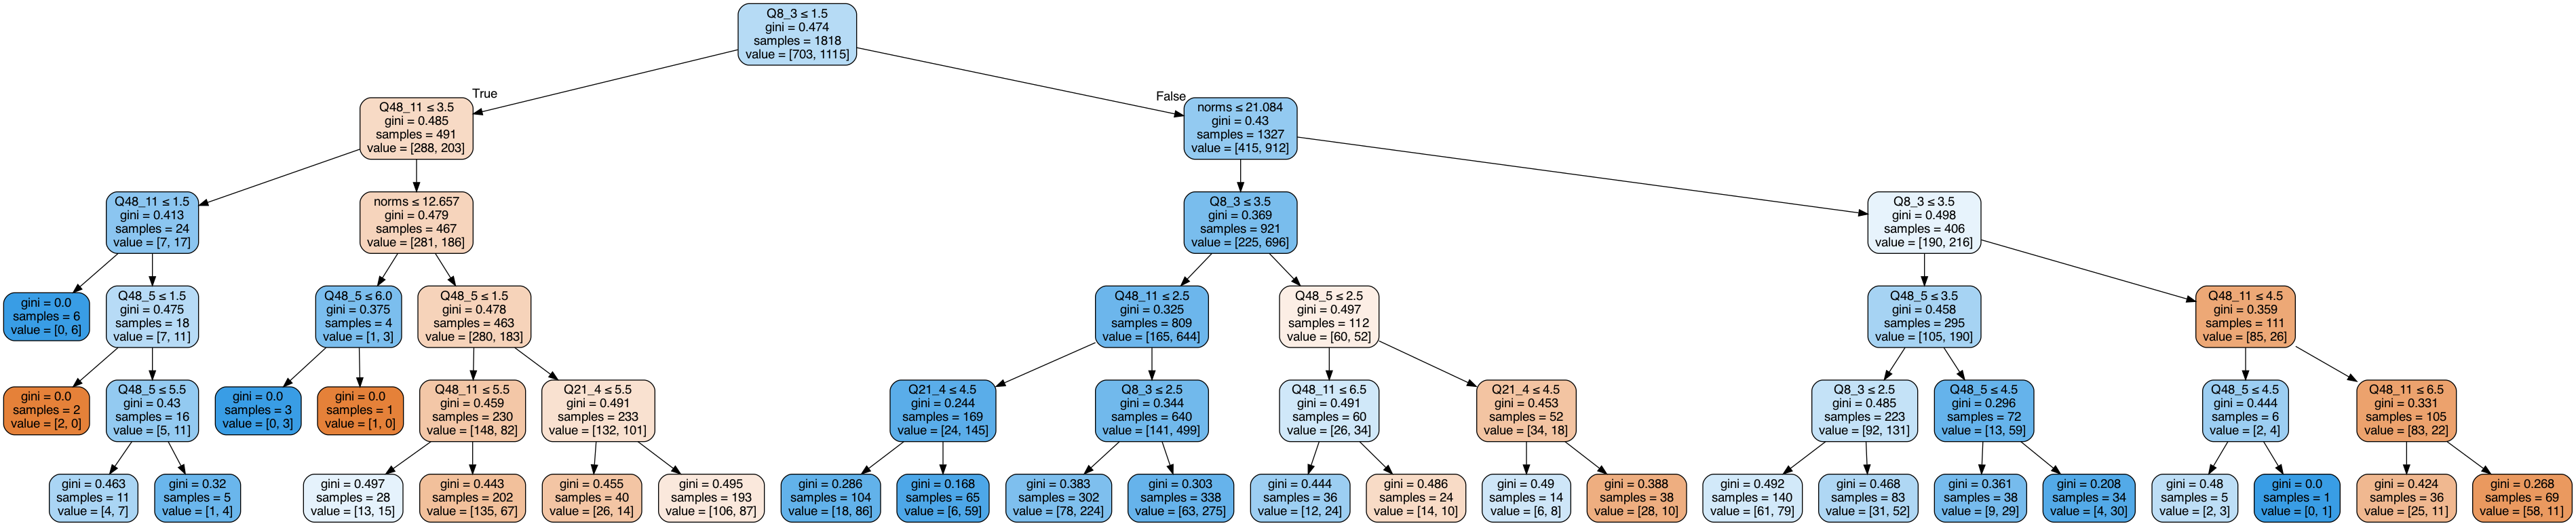 Q8_3 ≤ 1.5
gini = 0.474
samples = 1818
value = [703, 1115]
True
False
Q48_11 ≤ 3.5
gini = 0.485
samples = 491
value = [288, 203]
norms ≤ 21.084
gini = 0.43
samples = 1327
value = [415, 912]
Q48_11 ≤ 1.5
gini = 0.413
samples = 24
value = [7, 17]
norms ≤ 12.657
gini = 0.479
samples = 467
value = [281, 186]
Q8_3 ≤ 3.5
gini = 0.369
samples = 921
value = [225, 696]
Q8_3 ≤ 3.5
gini = 0.498
samples = 406
value = [190, 216]
gini = 0.0
samples = 6
value = [0, 6]
Q48_5 ≤ 1.5
gini = 0.475
samples = 18
value = [7, 11]
Q48_5 ≤ 6.0
gini = 0.375
samples = 4
value = [1, 3]
Q48_5 ≤ 1.5
gini = 0.478
samples = 463
value = [280, 183]
Q48_11 ≤ 2.5
gini = 0.325
samples = 809
value = [165, 644]
Q48_5 ≤ 2.5
gini = 0.497
samples = 112
value = [60, 52]
Q48_5 ≤ 3.5
gini = 0.458
samples = 295
value = [105, 190]
Q48_11 ≤ 4.5
gini = 0.359
samples = 111
value = [85, 26]
gini = 0.0
samples = 2
value = [2, 0]
Q48_5 ≤ 5.5
gini = 0.43
samples = 16
value = [5, 11]
gini = 0.0
samples = 3
value = [0, 3]
gini = 0.0
samples = 1
value = [1, 0]
Q48_11 ≤ 5.5
gini = 0.459
samples = 230
value = [148, 82]
Q21_4 ≤ 5.5
gini = 0.491
samples = 233
value = [132, 101]
Q21_4 ≤ 4.5
gini = 0.244
samples = 169
value = [24, 145]
Q8_3 ≤ 2.5
gini = 0.344
samples = 640
value = [141, 499]
Q48_11 ≤ 6.5
gini = 0.491
samples = 60
value = [26, 34]
Q21_4 ≤ 4.5
gini = 0.453
samples = 52
value = [34, 18]
Q8_3 ≤ 2.5
gini = 0.485
samples = 223
value = [92, 131]
Q48_5 ≤ 4.5
gini = 0.296
samples = 72
value = [13, 59]
Q48_5 ≤ 4.5
gini = 0.444
samples = 6
value = [2, 4]
Q48_11 ≤ 6.5
gini = 0.331
samples = 105
value = [83, 22]
gini = 0.463
samples = 11
value = [4, 7]
gini = 0.32
samples = 5
value = [1, 4]
gini = 0.497
samples = 28
value = [13, 15]
gini = 0.443
samples = 202
value = [135, 67]
gini = 0.455
samples = 40
value = [26, 14]
gini = 0.495
samples = 193
value = [106, 87]
gini = 0.286
samples = 104
value = [18, 86]
gini = 0.168
samples = 65
value = [6, 59]
gini = 0.383
samples = 302
value = [78, 224]
gini = 0.303
samples = 338
value = [63, 275]
gini = 0.444
samples = 36
value = [12, 24]
gini = 0.486
samples = 24
value = [14, 10]
gini = 0.49
samples = 14
value = [6, 8]
gini = 0.388
samples = 38
value = [28, 10]
gini = 0.492
samples = 140
value = [61, 79]
gini = 0.468
samples = 83
value = [31, 52]
gini = 0.361
samples = 38
value = [9, 29]
gini = 0.208
samples = 34
value = [4, 30]
gini = 0.48
samples = 5
value = [2, 3]
gini = 0.0
samples = 1
value = [0, 1]
gini = 0.424
samples = 36
value = [25, 11]
gini = 0.268
samples = 69
value = [58, 11]